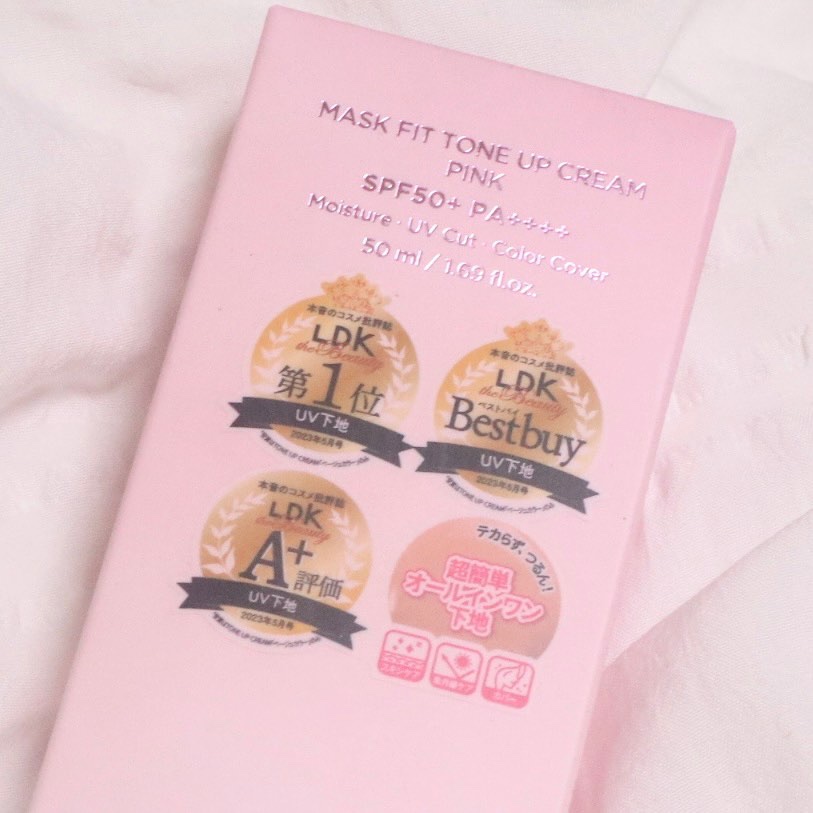 MASK FIT TONE UP CREAM
PINK
SPF50+ PA++++
Moisture · UV Cut · Color Cover
50 ml / 1.69 fl.oz.
本音のコスメ批評誌
LDK
the Beauty
第1位
UV下地
2023年5月号
本音のコスメ批評誌
LDK
the Beauty
ベストバイ
Bestbuy
UV下地
2023年5月号
本音のコスメ批評誌
LDK
the Beauty
A+評価
UV下地
2023年5月号
テカらず、つるん!
超簡単
オールインワン
下地
カバー